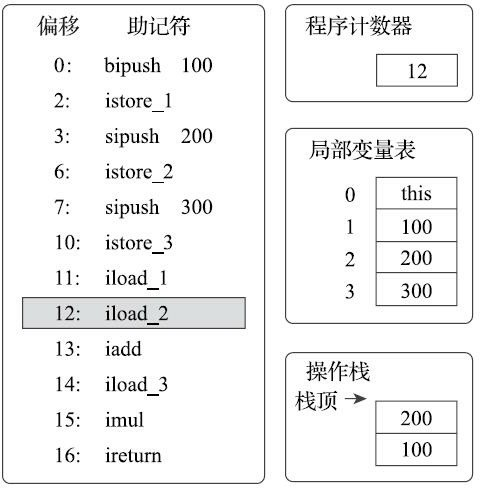 偏移 助记符
0: bipush 100
2: istore_1
3: sipush 200
6: istore_2
7: sipush 300
10: istore_3
11: iload_1
12: iload_2
13: iadd
14: iload_3
15: imul
16: ireturn
程序计数器
12
局部变量表
0 this
1 100
2 200
3 300
操作栈
栈顶
200
100